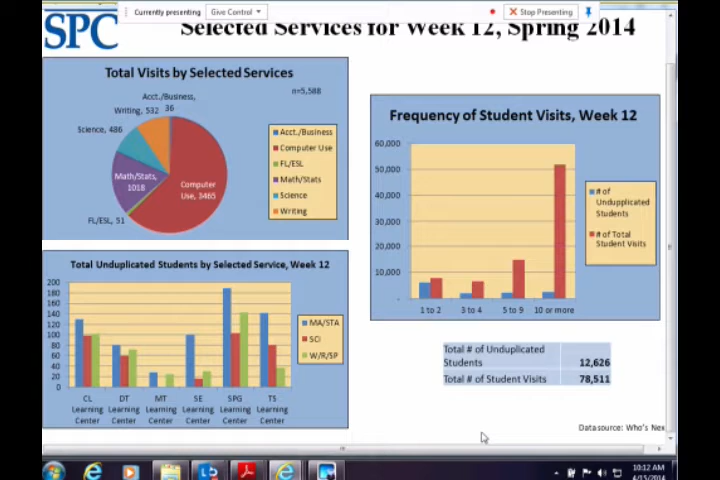 Currently presenting
Give Control
Stop Presenting
SPC
Selected Services for Week 12, Spring 2014
Total Visits by Selected Services
n=5,588
Acct./Business,
36
Writing, 532
Science, 486
Math/Stats,
1018
FL/ESL, 51
Computer
Use, 3465
Acct./Business
Computer Use
FL/ESL
Math/Stats
Science
Writing
Frequency of Student Visits, Week 12
60,000
50,000
40,000
30,000
20,000
10,000
-
1 to 2
3 to 4
5 to 9
10 or more
# of
Unduplicated
Students
# of Total
Student Visits
Total Unduplicated Students by Selected Service, Week 12
200
180
160
140
120
100
80
60
40
20
0
CL
Learning
Center
DT
Learning
Center
MT
Learning
Center
SE
Learning
Center
SPG
Learning
Center
TS
Learning
Center
MA/STA
SCI
W/R/SP
Total # of Unduplicated
Students 12,626
Total # of Student Visits 78,511
Data source: Who's Nex
10:12 AM
4/15/2014